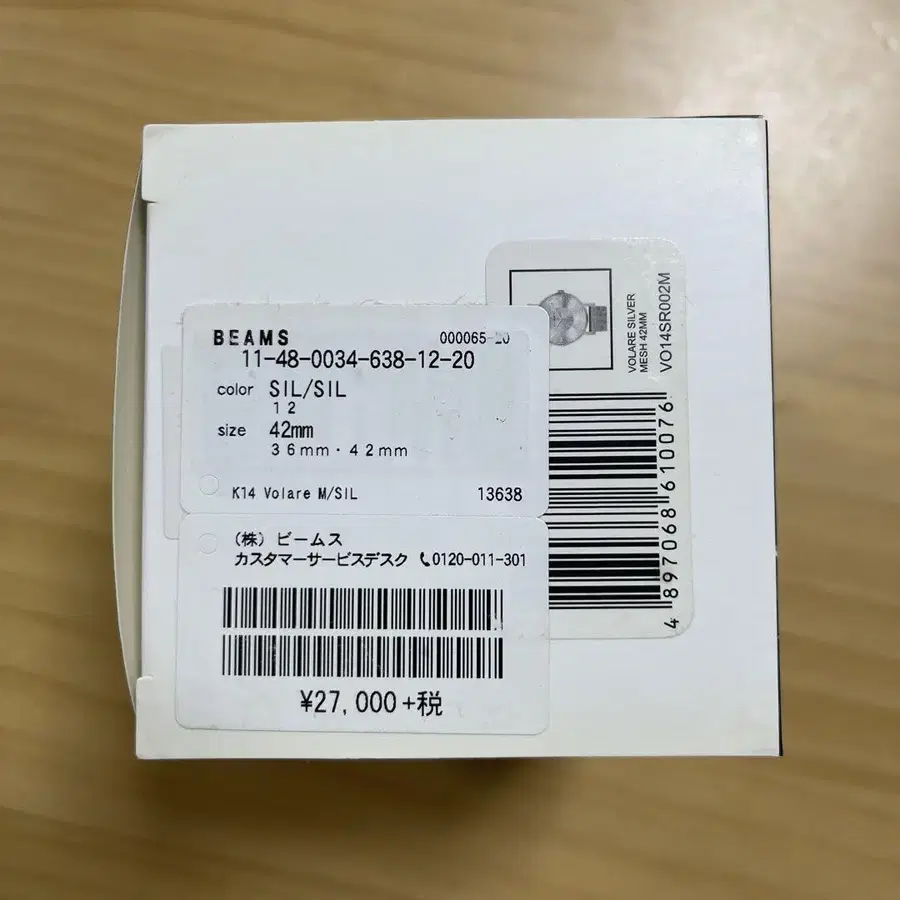 BEAMS 000065-20
11-48-0034-638-12-20
color SIL/SIL
12
size 42mm
36mm・42mm
K14 Volare M/SIL 13638
(株) ビームス
カスタマーサービスデスク 0120-011-301
¥27,000+税
VOLARE SILVER
MESH 42MM
VO14SR002M
4 897068 610076